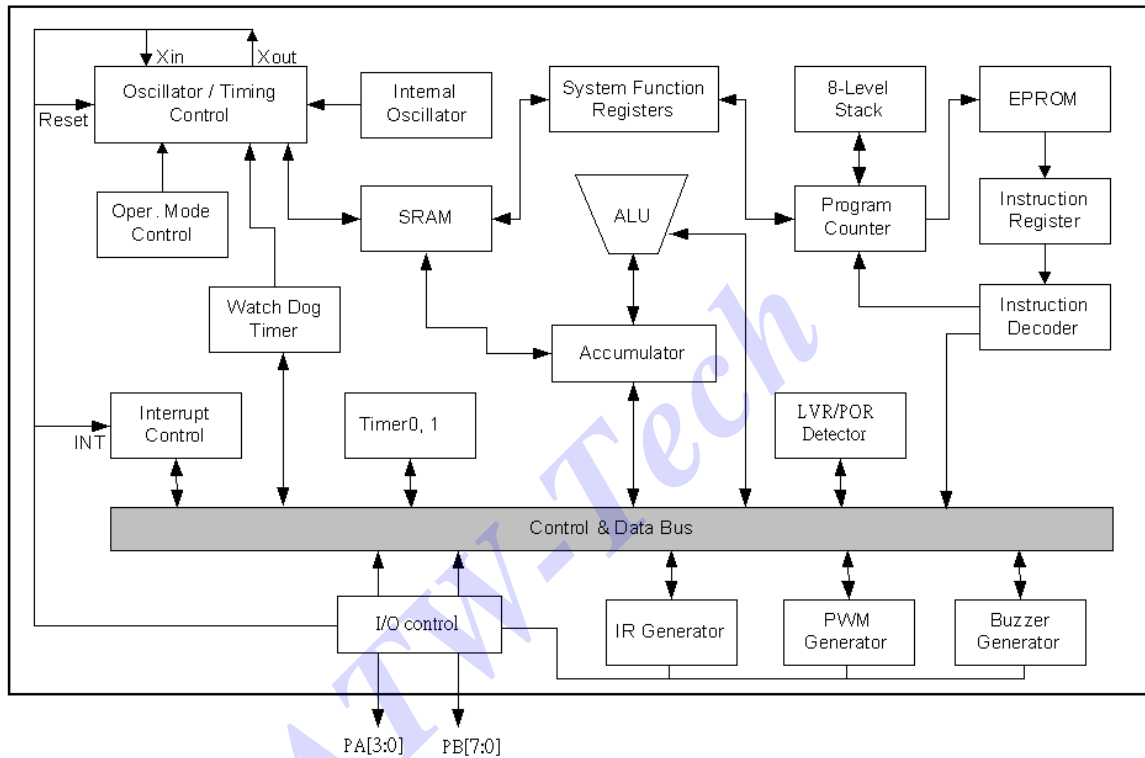 Xin
Xout
Oscillator / Timing
Control
Reset
Internal
Oscillator
System Function
Registers
8-Level
Stack
EPROM
Oper. Mode
Control
SRAM
ALU
Program
Counter
Instruction
Register
Watch Dog
Timer
Accumulator
Instruction
Decoder
INT
Interrupt
Control
Timer0, 1
LVR/POR
Detector
Control & Data Bus
I/O control
IR Generator
PWM
Generator
Buzzer
Generator
PA[3:0]
PB[7:0]
ATW-Tech